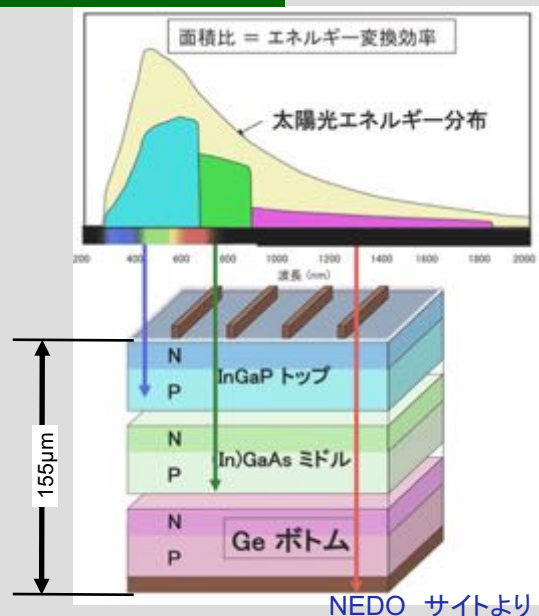 面積比 = エネルギー変換効率
太陽光エネルギー分布
200 400 600 800 1000 1200 1400 1600 1800 2000
波長 (nm)
N
InGaP トップ
P
N
(In)GaAs ミドル
P
N
Ge ボトム
P
155μm
NEDO サイトより